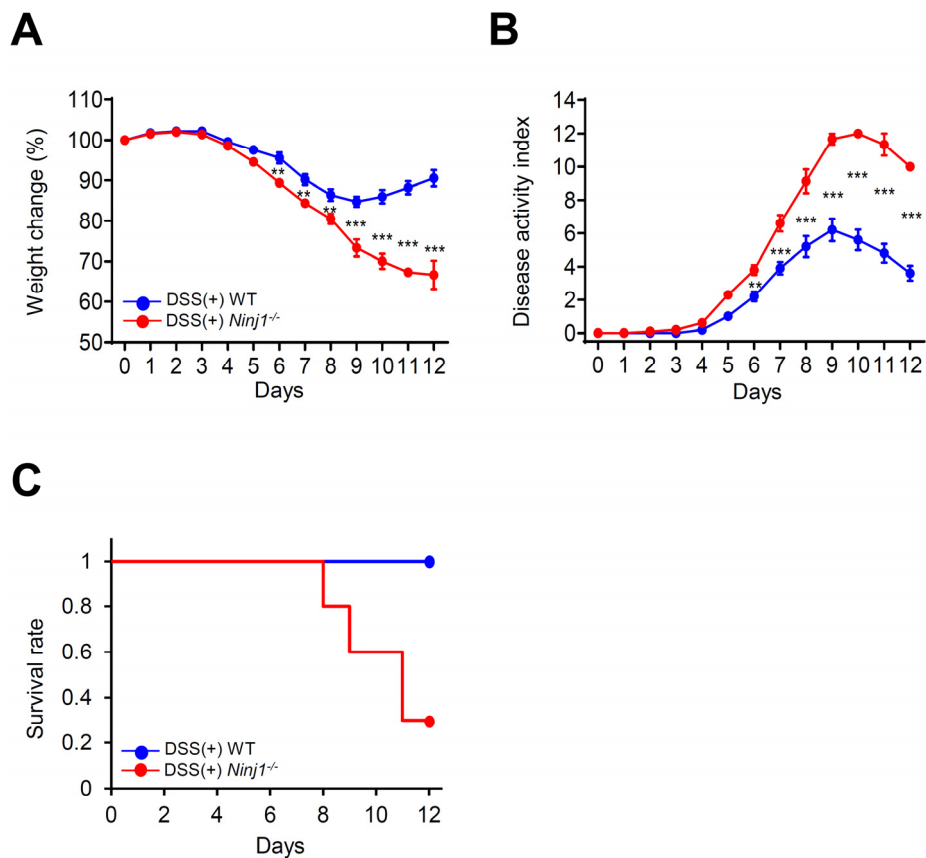 A
Weight change (%)
110
100
90
80
70
60
50
** ** ** *** *** *** ***
DSS(+) WT
DSS(+) Ninj1-/-
0 1 2 3 4 5 6 7 8 9 10 11 12
Days
B
Disease activity index
14
12
10
8
6
4
2
0
** *** *** *** *** *** ***
0 1 2 3 4 5 6 7 8 9 10 11 12
Days
C
Survival rate
1
0.8
0.6
0.4
0.2
0
DSS(+) WT
DSS(+) Ninj1-/-
0 2 4 6 8 10 12
Days